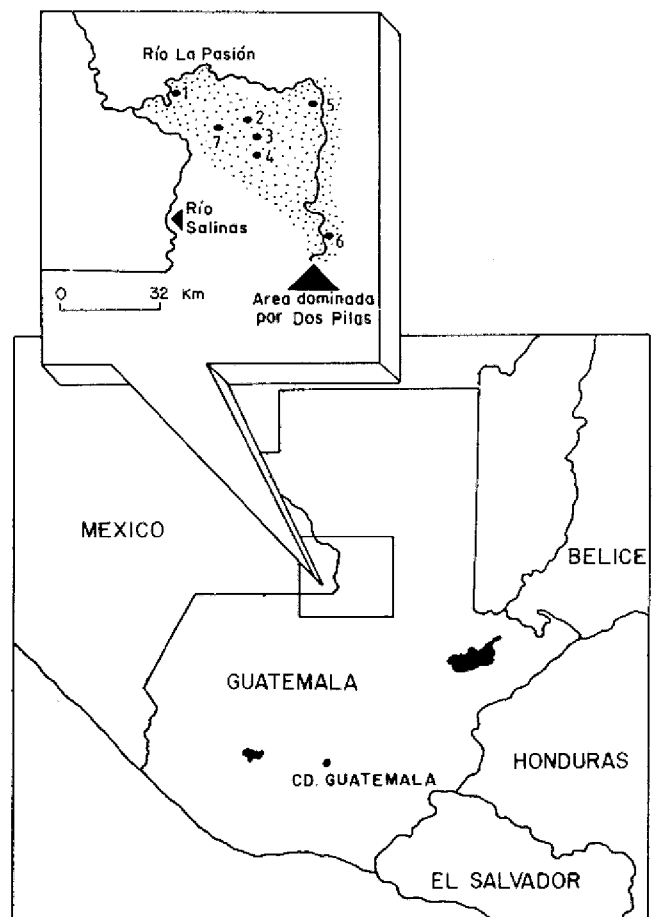 Río La Pasión
1
5
2
3
7
4
Río
Salinas
6
0 32 Km
Area dominada
por Dos Pilas
MEXICO
BELICE
GUATEMALA
HONDURAS
CD. GUATEMALA
EL SALVADOR